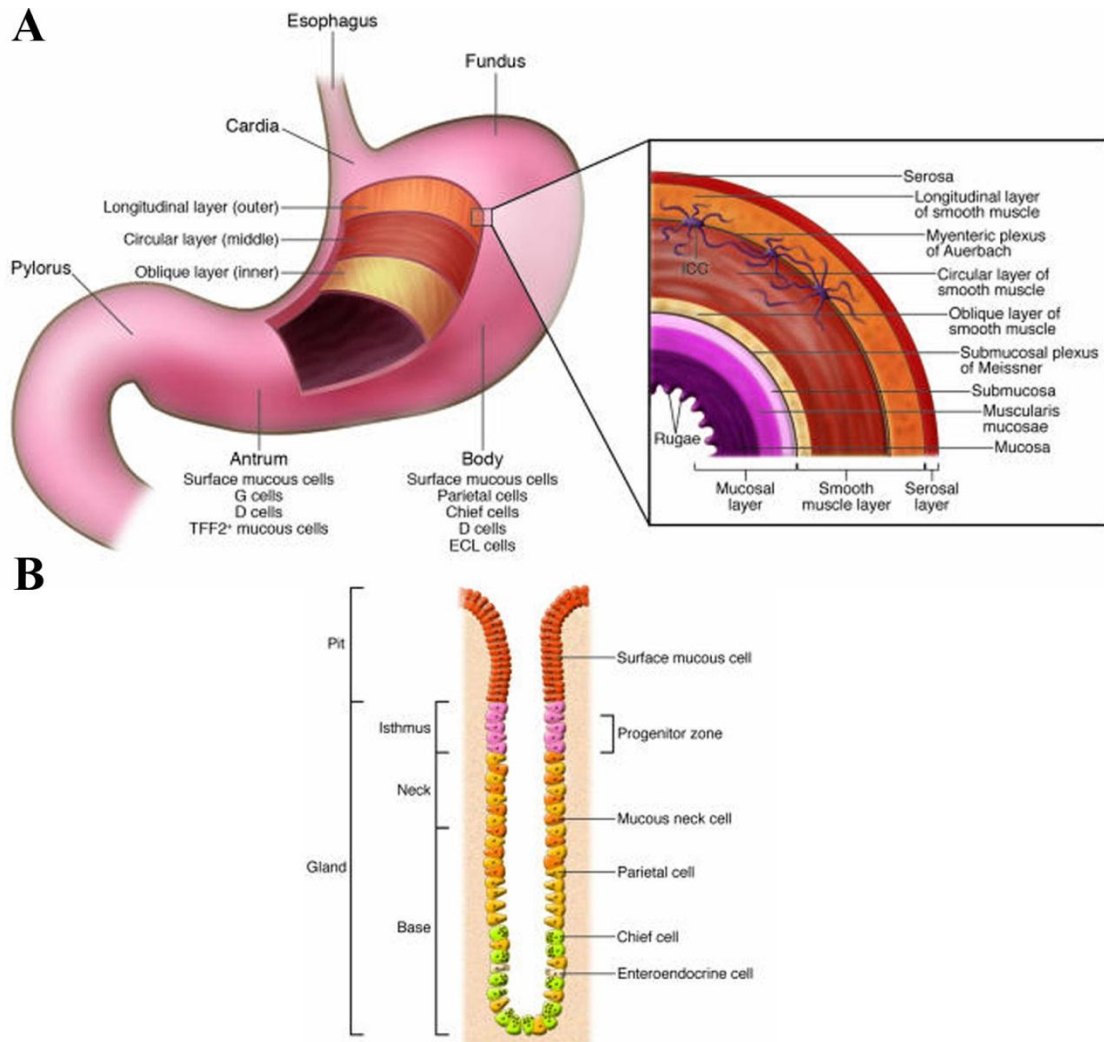 A
Esophagus
Fundus
Cardia
Longitudinal layer (outer)
Circular layer (middle)
Oblique layer (inner)
Pylorus
Antrum
Surface mucous cells
G cells
D cells
TFF2⁺ mucous cells
Body
Surface mucous cells
Parietal cells
Chief cells
D cells
ECL cells
Serosa
Longitudinal layer
of smooth muscle
Myenteric plexus
of Auerbach
ICC
Circular layer of
smooth muscle
Oblique layer of
smooth muscle
Submucosal plexus
of Meissner
Submucosa
Muscularis
mucosae
Mucosa
Rugae
Mucosal
layer
Smooth
muscle layer
Serosal
layer
B
Pit
Surface mucous cell
Isthmus
Progenitor zone
Neck
Mucous neck cell
Gland
Parietal cell
Base
Chief cell
Enteroendocrine cell